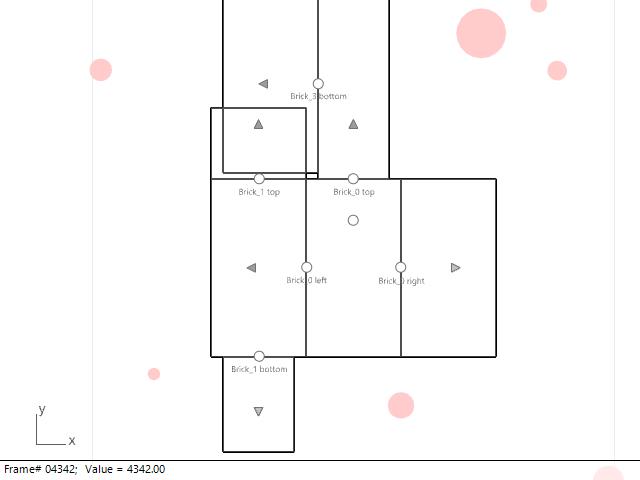 Brick_3 bottom
Brick_1 top
Brick_0 top
Brick_0 left
Brick_0 right
Brick_1 bottom
y
x
Frame# 04342; Value = 4342.00